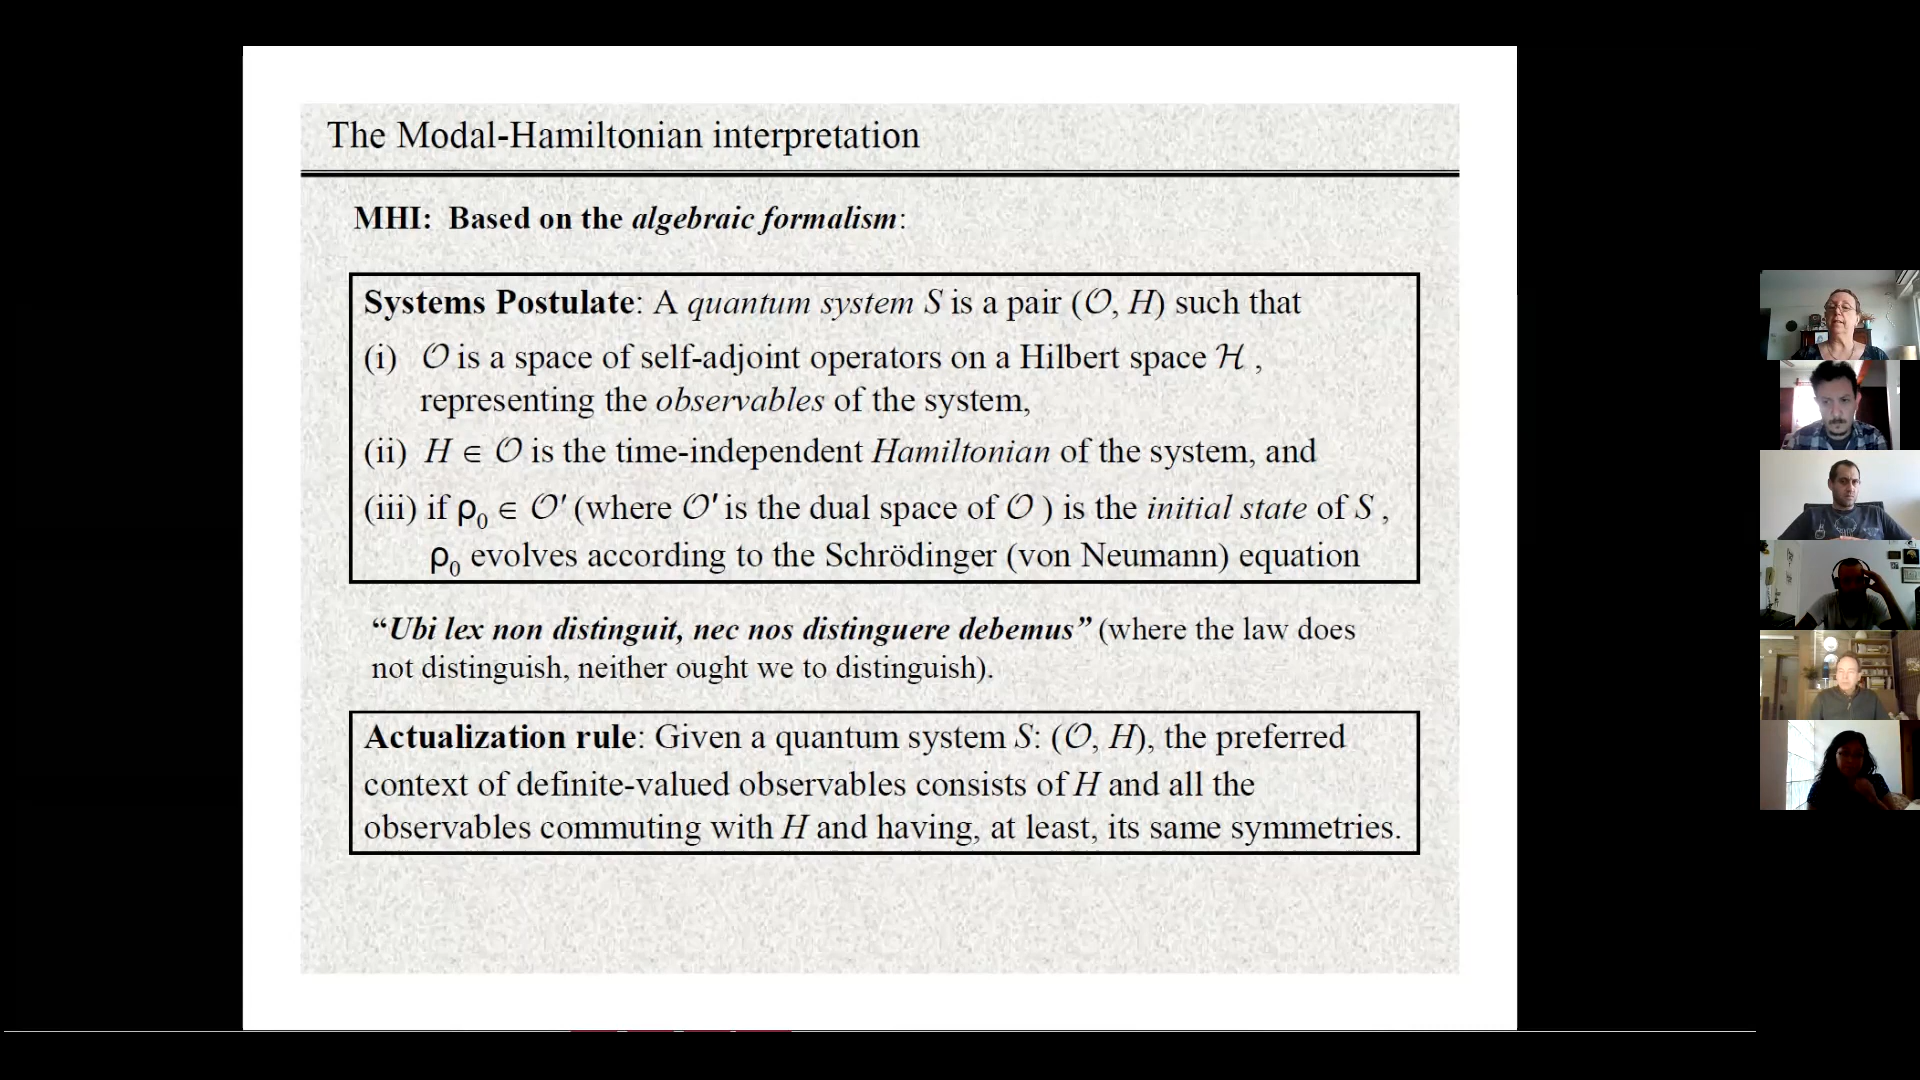 The Modal-Hamiltonian interpretation
MHI: Based on the algebraic formalism:
Systems Postulate: A quantum system S is a pair (𝒪, H) such that
(i) 𝒪 is a space of self-adjoint operators on a Hilbert space ℋ ,
representing the observables of the system,
(ii) H ∈ 𝒪 is the time-independent Hamiltonian of the system, and
(iii) if ρ₀ ∈ 𝒪' (where 𝒪' is the dual space of 𝒪 ) is the initial state of S ,
ρ₀ evolves according to the Schrödinger (von Neumann) equation
“Ubi lex non distinguit, nec nos distinguere debemus” (where the law does
not distinguish, neither ought we to distinguish).
Actualization rule: Given a quantum system S: (𝒪, H), the preferred
context of definite-valued observables consists of H and all the
observables commuting with H and having, at least, its same symmetries.